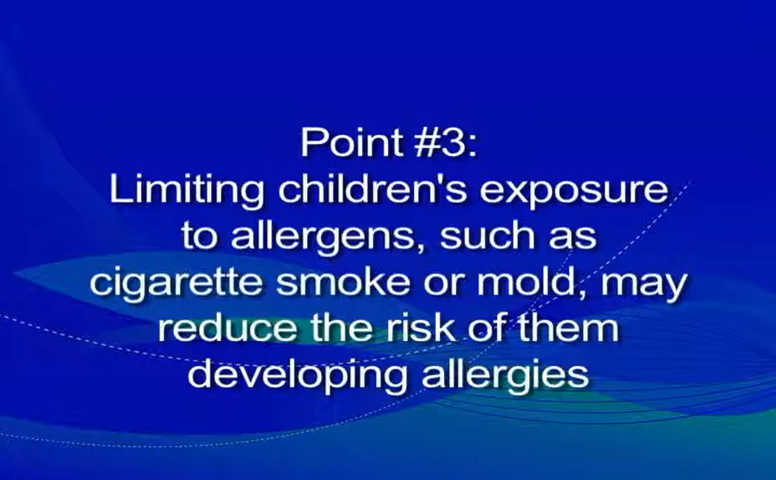 Point #3:
Limiting children's exposure
to allergens, such as
cigarette smoke or mold, may
reduce the risk of them
developing allergies